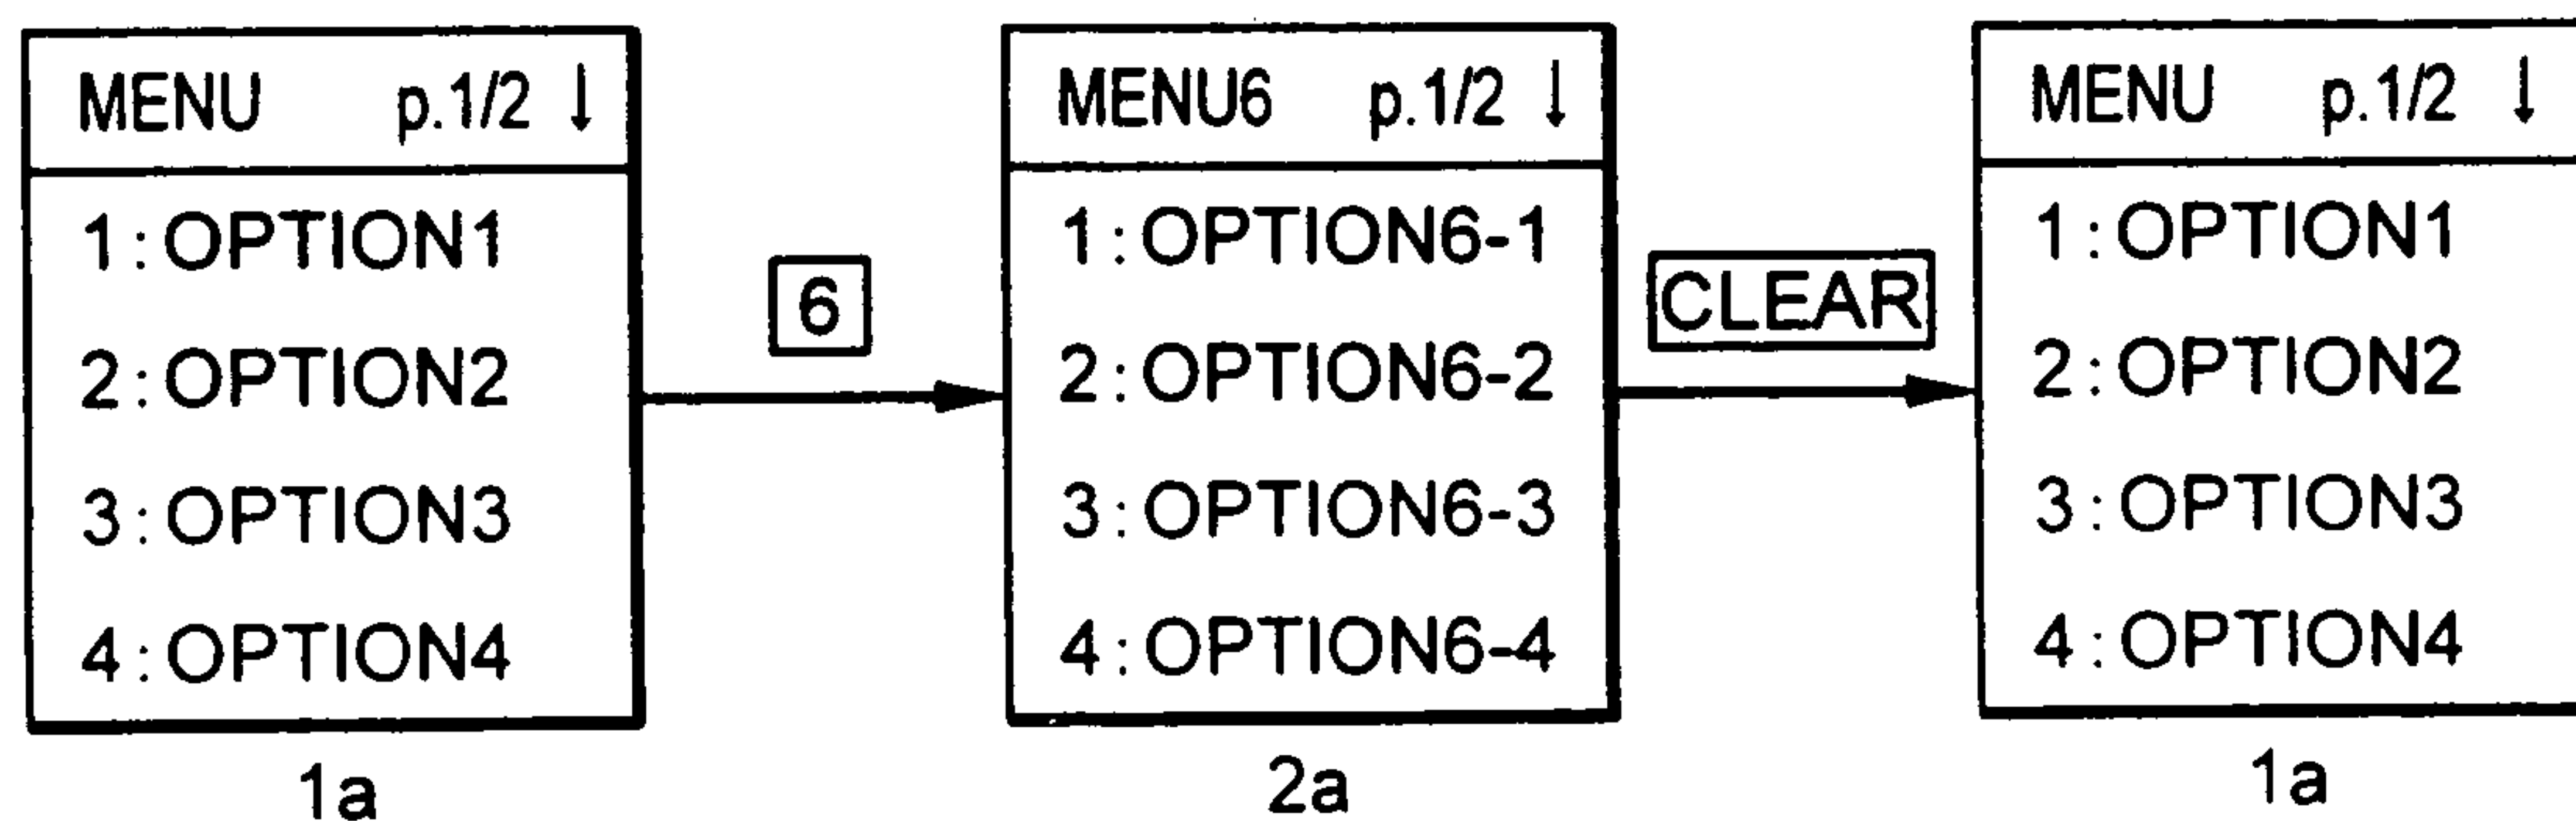 MENU p.1/2 ↓
1:OPTION1
2:OPTION2
3:OPTION3
4:OPTION4
1a
6
MENU6 p.1/2 ↓
1:OPTION6-1
2:OPTION6-2
3:OPTION6-3
4:OPTION6-4
2a
CLEAR
MENU p.1/2 ↓
1:OPTION1
2:OPTION2
3:OPTION3
4:OPTION4
1a